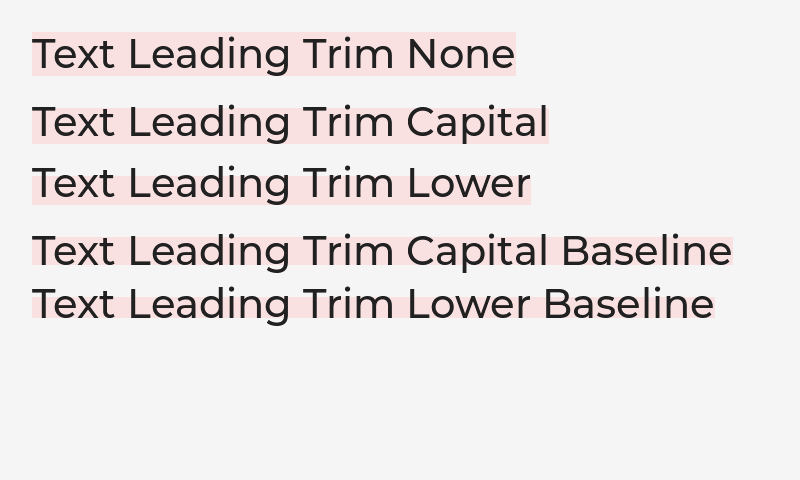 Text Leading Trim None
Text Leading Trim Capital
Text Leading Trim Lower
Text Leading Trim Capital Baseline
Text Leading Trim Lower Baseline